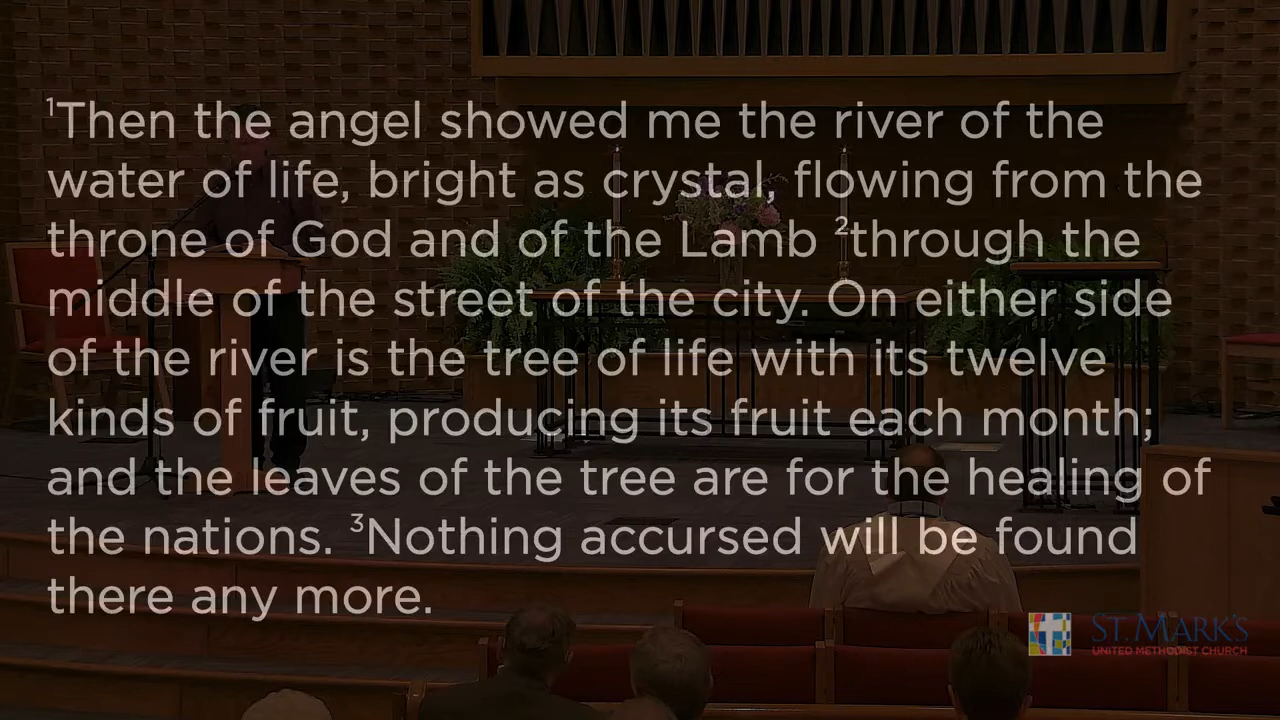 ¹Then the angel showed me the river of the
water of life, bright as crystal, flowing from the
throne of God and of the Lamb ²through the
middle of the street of the city. On either side
of the river is the tree of life with its twelve
kinds of fruit, producing its fruit each month;
and the leaves of the tree are for the healing of
the nations. ³Nothing accursed will be found
there any more.
ST. MARK'S
UNITED METHODIST CHURCH